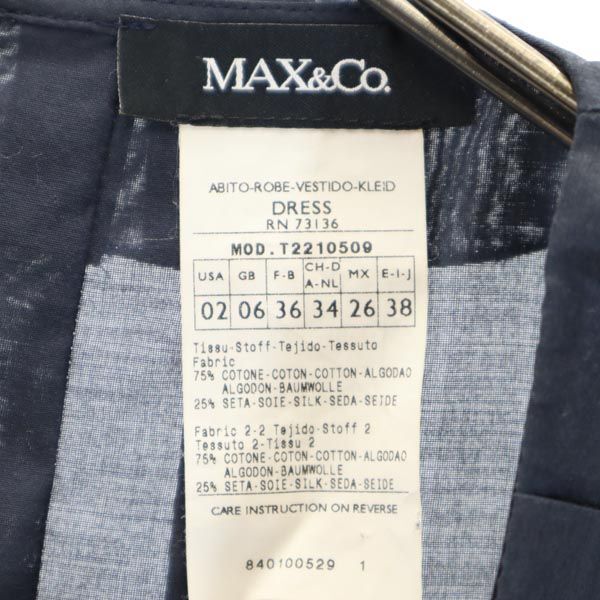 MAX&Co.
ABITO-ROBE-VESTIDO-KLEID
DRESS
RN 73136
MOD.T2210509
USA GB F-B CH-D A-NL MX E-I-J
02 06 36 34 26 38
Tissu-Stoff-Tejido-Tessuto
Fabric
75% COTONE-COTON-COTTON-ALGODAO
ALGODON-BAUMWOLLE
25% SETA-SOIE-SILK-SEDA-SEIDE
Fabric 2-2 Tejido-Stoff 2
Tessuto 2-Tissu 2
75% COTONE-COTON-COTTON-ALGODAO
ALGODON-BAUMWOLLE
25% SETA-SOIE-SILK-SEDA-SEIDE
CARE INSTRUCTION ON REVERSE
840100529 1